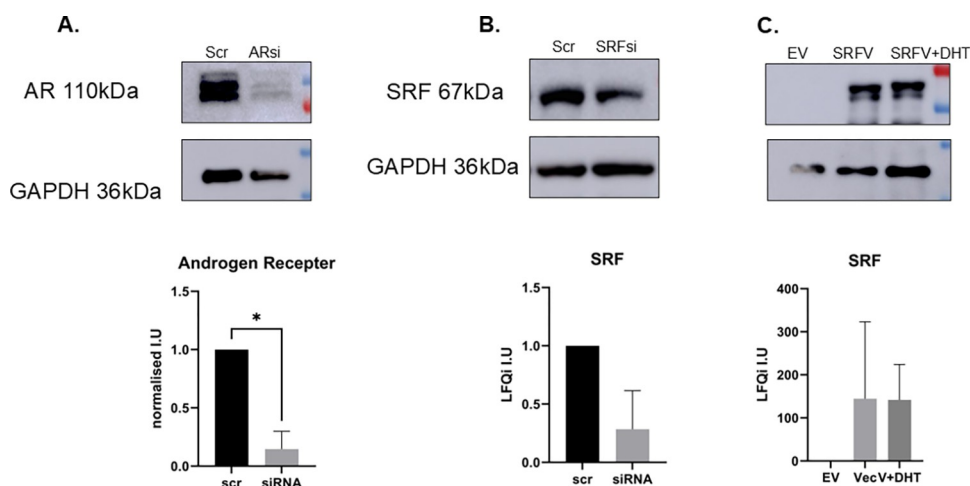 A.
Scr ARsi
AR 110kDa
GAPDH 36kDa
Androgen Recepter
normalised I.U
1.5
1.0
0.5
0.0
*
scr siRNA
B.
Scr SRFsi
SRF 67kDa
GAPDH 36kDa
SRF
LFQi I.U
1.5
1.0
0.5
0.0
scr siRNA
C.
EV SRFV SRFV+DHT
SRF
LFQi I.U
400
300
200
100
0
EV VecV+DHT